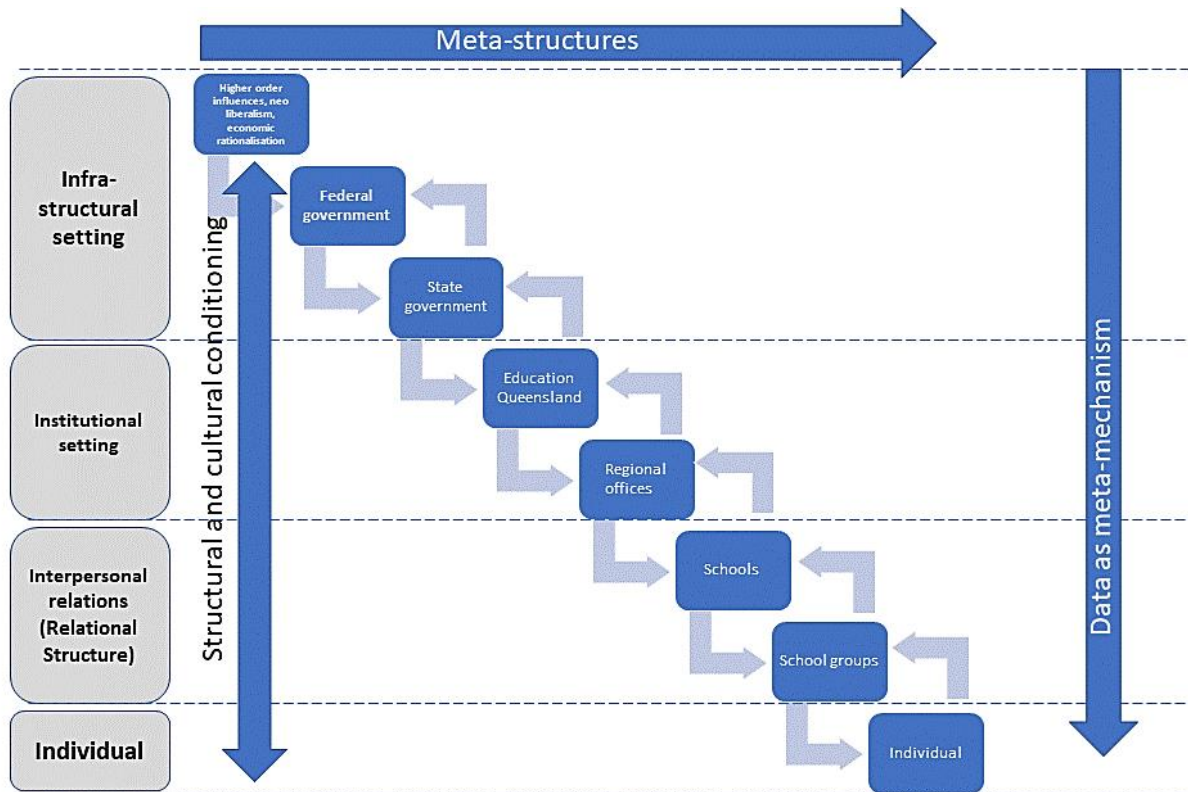 Meta-structures
Higher order
influences, neo
liberalism,
economic
rationalisation
Infra-
structural
setting
Federal
government
State
government
Structural and cultural conditioning
Data as meta-mechanism
Institutional
setting
Education
Queensland
Regional
offices
Interpersonal
relations
(Relational
Structure)
Schools
School groups
Individual
Individual